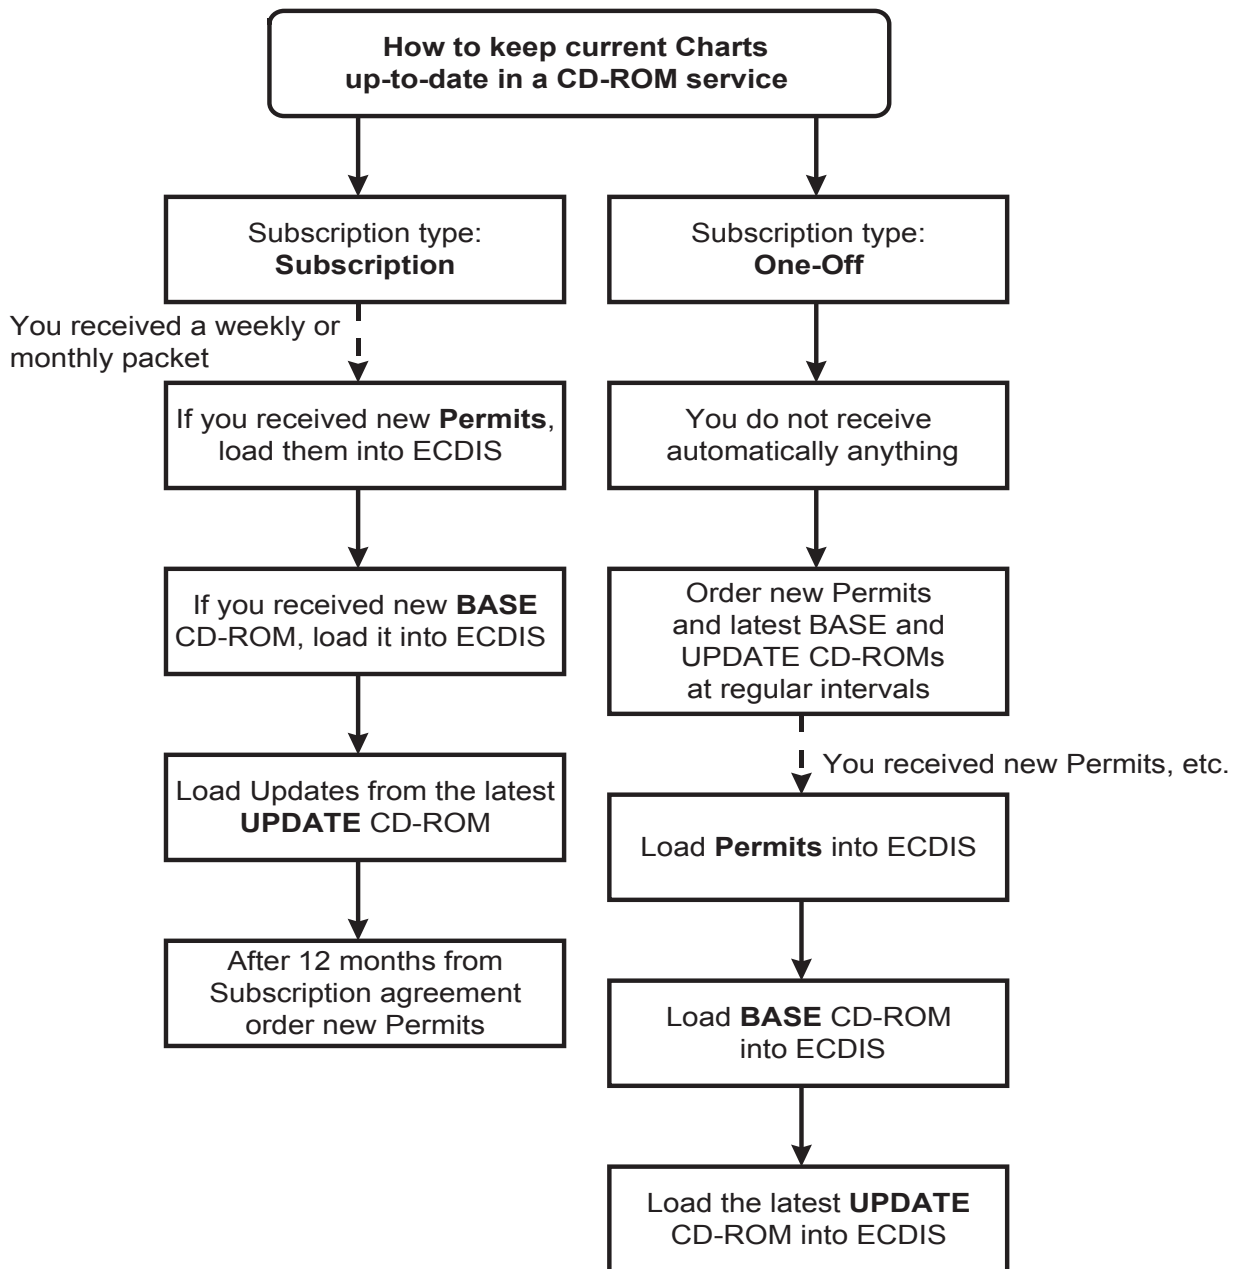 How to keep current Charts
up-to-date in a CD-ROM service
Subscription type:
Subscription
You received a weekly or
monthly packet
If you received new Permits,
load them into ECDIS
If you received new BASE
CD-ROM, load it into ECDIS
Load Updates from the latest
UPDATE CD-ROM
After 12 months from
Subscription agreement
order new Permits
Subscription type:
One-Off
You do not receive
automatically anything
Order new Permits
and latest BASE and
UPDATE CD-ROMs
at regular intervals
You received new Permits, etc.
Load Permits into ECDIS
Load BASE CD-ROM
into ECDIS
Load the latest UPDATE
CD-ROM into ECDIS